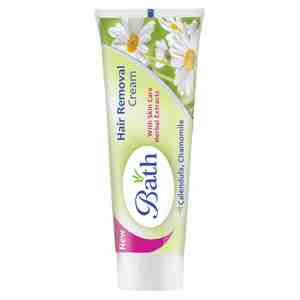 Hair Removal
Cream
With Skin Care
Herbal Extracts
Bath
Calendula, Chamomile
New